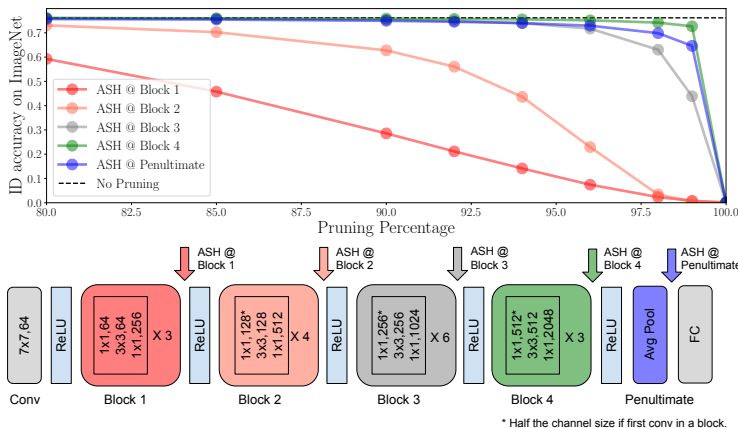 ID accuracy on ImageNet
0.7
0.6
0.5
0.4
0.3
0.2
0.1
0.0
ASH @ Block 1
ASH @ Block 2
ASH @ Block 3
ASH @ Block 4
ASH @ Penultimate
No Pruning
80.0 82.5 85.0 87.5 90.0 92.5 95.0 97.5 100.0
Pruning Percentage
ASH @
Block 1
ASH @
Block 2
ASH @
Block 3
ASH @
Block 4
ASH @
Penultimate
7x7,64
ReLU
1x1,64
3x3,64
1x1,256
X 3
ReLU
1x1,128*
3x3,128
1x1,512
X 4
ReLU
1x1,256*
3x3,256
1x1,1024
X 6
ReLU
1x1,512*
3x3,512
1x1,2048
X 3
ReLU
Avg Pool
FC
Conv
Block 1
Block 2
Block 3
Block 4
Penultimate
* Half the channel size if first conv in a block.